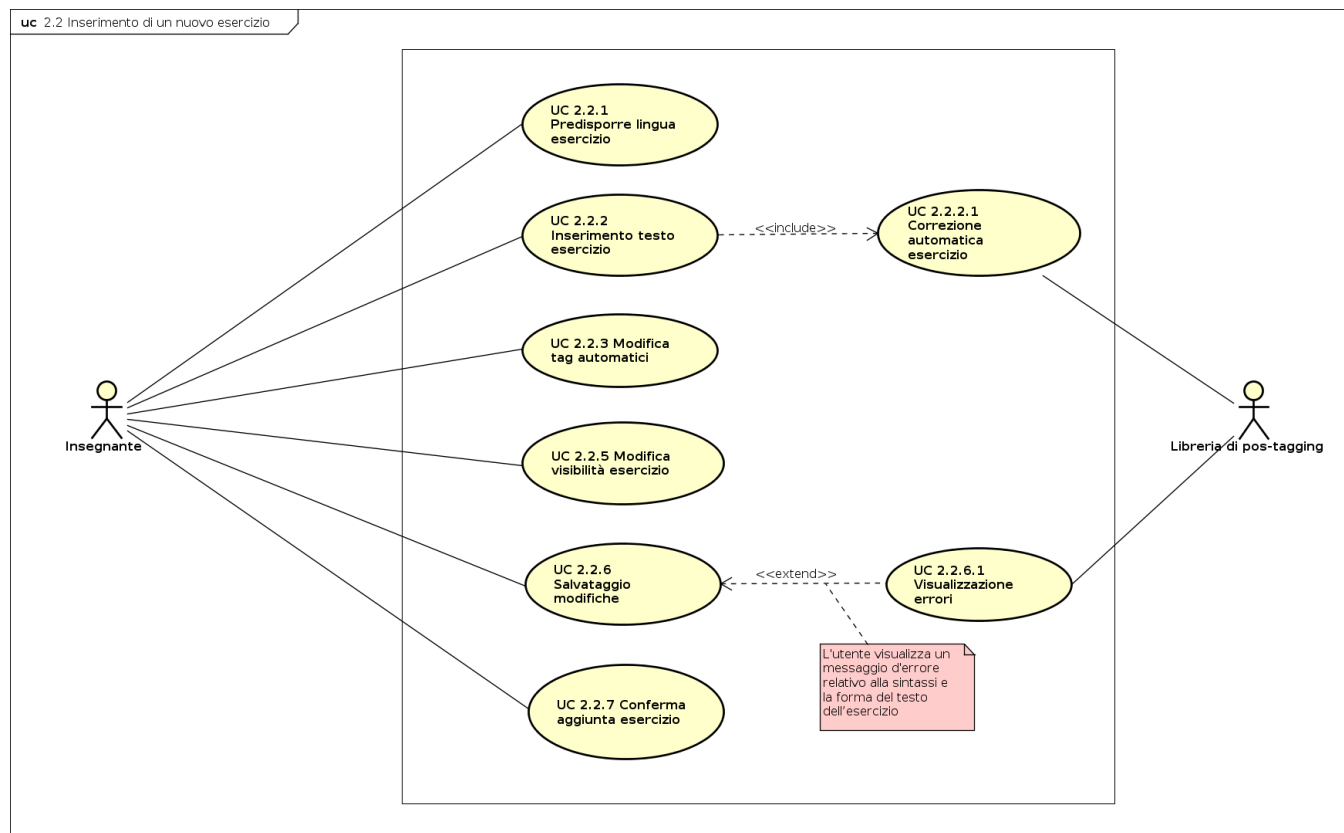 uc 2.2 Inserimento di un nuovo esercizio
UC 2.2.1
Predisporre lingua
esercizio
UC 2.2.2
Inserimento testo
esercizio
<<include>>
UC 2.2.2.1
Correzione
automatica
esercizio
UC 2.2.3 Modifica
tag automatici
Insegnante
Libreria di pos-tagging
UC 2.2.5 Modifica
visibilità esercizio
UC 2.2.6
Salvataggio
modifiche
<<extend>>
UC 2.2.6.1
Visualizzazione
errori
L'utente visualizza un
messaggio d'errore
relativo alla sintassi e
la forma del testo
dell'esercizio
UC 2.2.7 Conferma
aggiunta esercizio